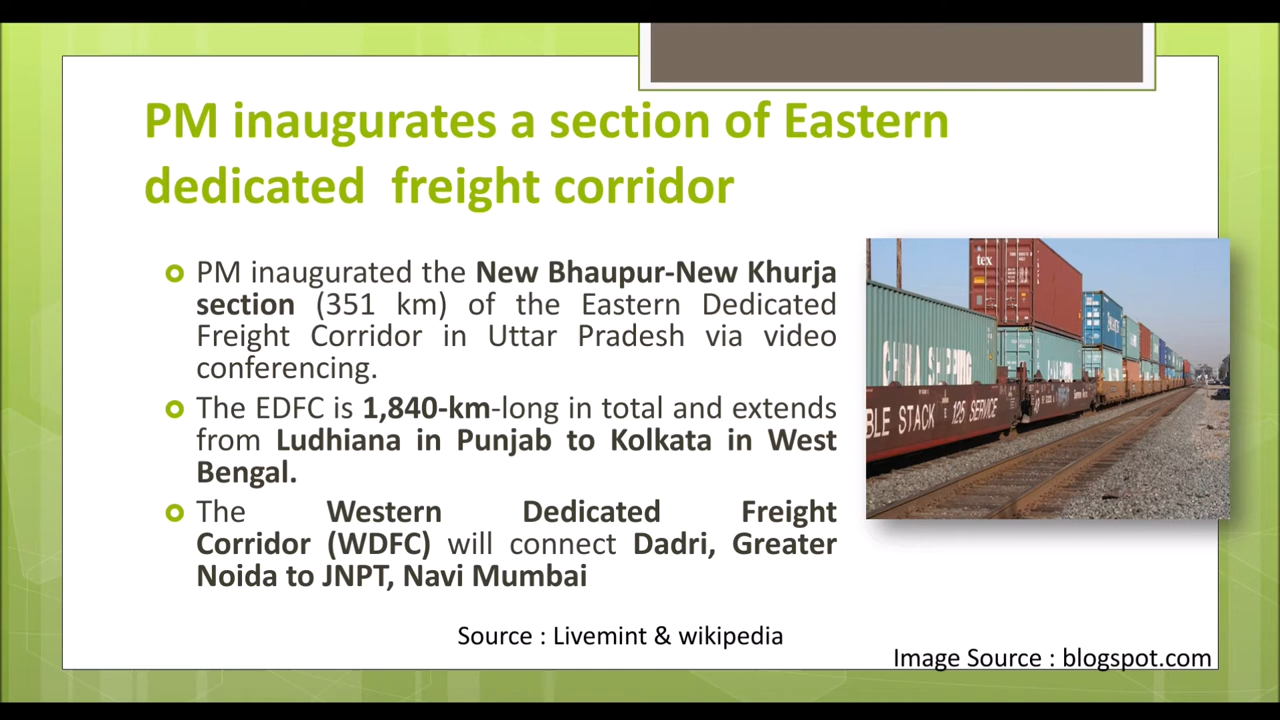 PM inaugurates a section of Eastern
dedicated freight corridor
PM inaugurated the New Bhaupur-New Khurja
section (351 km) of the Eastern Dedicated
Freight Corridor in Uttar Pradesh via video
conferencing.
The EDFC is 1,840-km-long in total and extends
from Ludhiana in Punjab to Kolkata in West
Bengal.
The Western Dedicated Freight
Corridor (WDFC) will connect Dadri, Greater
Noida to JNPT, Navi Mumbai
tex
BLE STACK 125 SERVICE
Source : Livemint & wikipedia
Image Source : blogspot.com